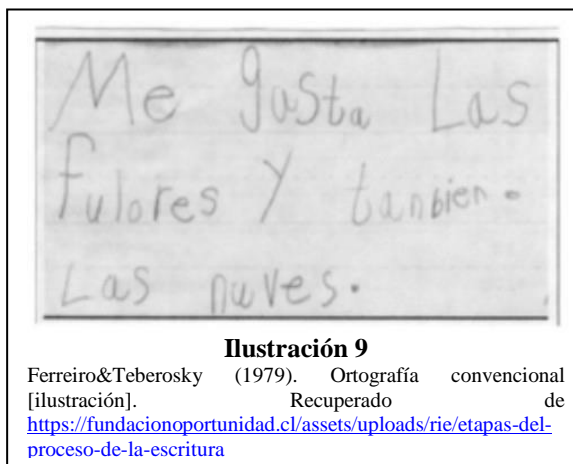 Me gusta Las
fulores y tanbien.
Las nuves.
Ilustración 9
Ferreiro&Teberosky (1979). Ortografía convencional
[ilustración]. Recuperado de
https://fundacionoportunidad.cl/assets/uploads/rie/etapas-del-
proceso-de-la-escritura